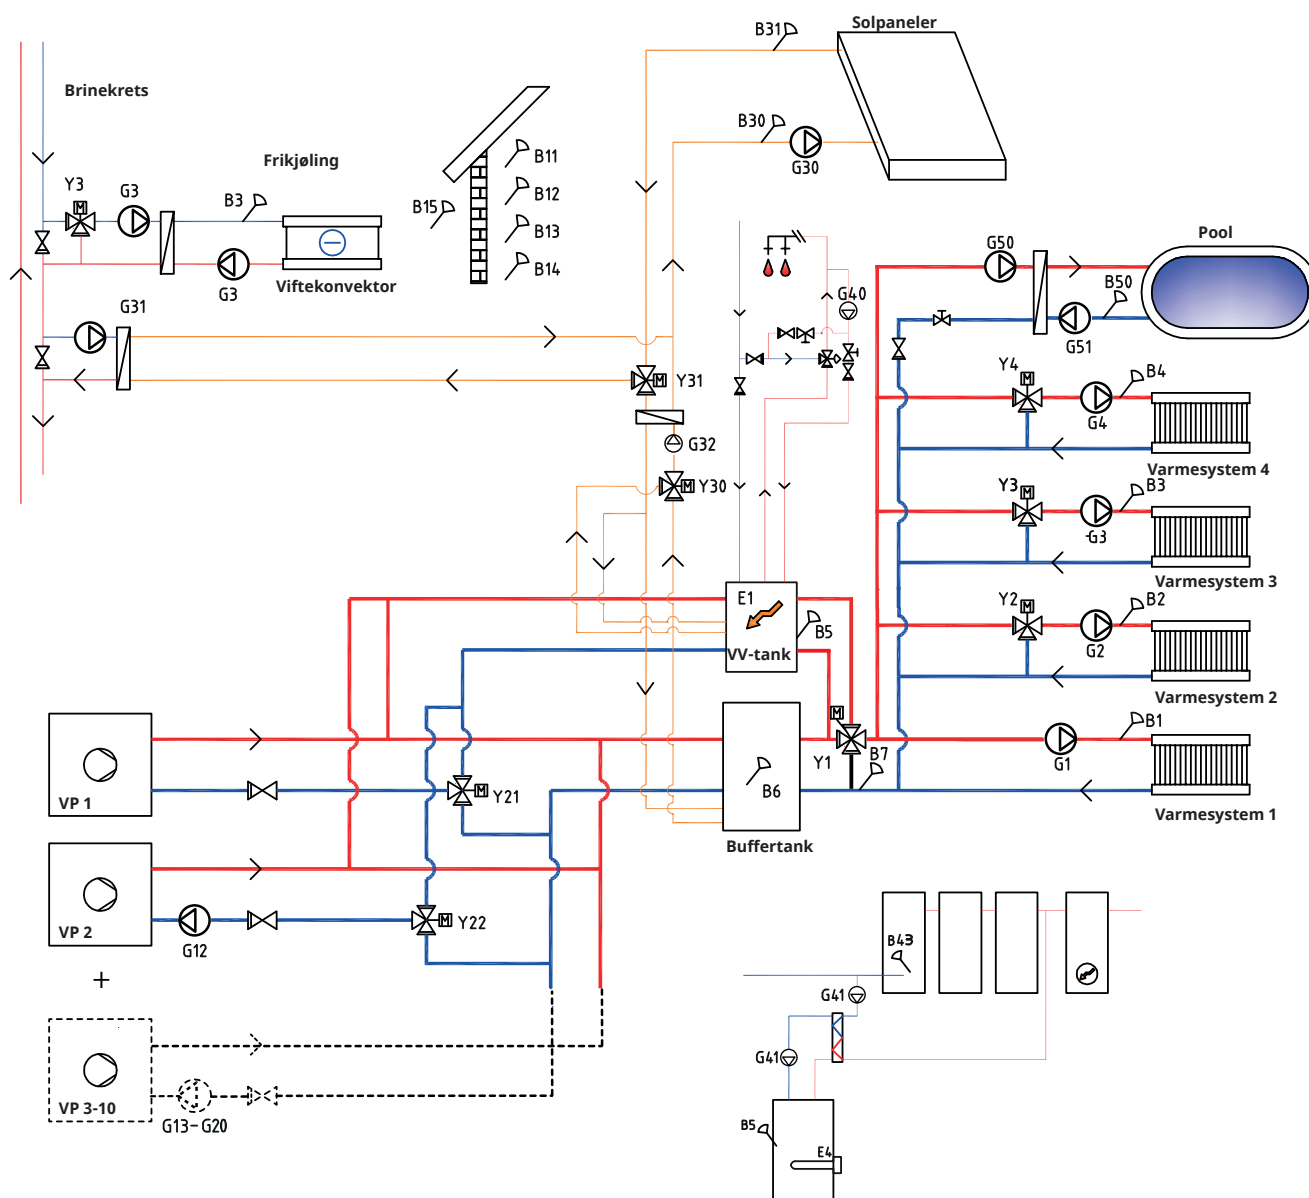 Solpaneler
B31
Brinekrets
B30
G30
Frikjøling
B11
Y3
M
G3
B3
B12
B15
B13
B14
G3
Viftekonvektor
Pool
G50
B50
G51
G40
G31
Y31
M
Y4
M
B4
G4
Varmesystem 4
G32
Y30
M
Y3
M
B3
-G3
Varmesystem 3
E1
B5
VV-tank
Y2
M
B2
G2
Varmesystem 2
M
Y1
B7
G1
B1
Varmesystem 1
VP 1
M
Y21
B6
Buffertank
VP 2
G12
M
Y22
+
B43
G41
G41
VP 3-10
G13-G20
B5
E4